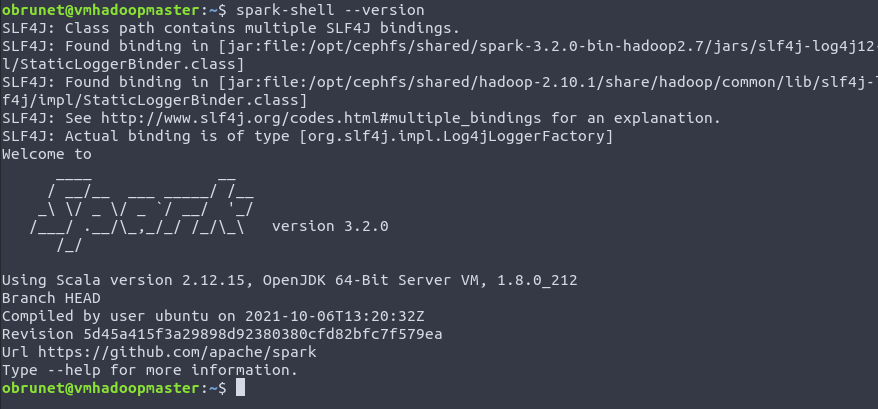 obrunet@vmhadoopmaster:~$ spark-shell --version
SLF4J: Class path contains multiple SLF4J bindings.
SLF4J: Found binding in [jar:file:/opt/cephfs/shared/spark-3.2.0-bin-hadoop2.7/jars/slf4j-log4j12-
l/StaticLoggerBinder.class]
SLF4J: Found binding in [jar:file:/opt/cephfs/shared/hadoop-2.10.1/share/hadoop/common/lib/slf4j-l
f4j/impl/StaticLoggerBinder.class]
SLF4J: See http://www.slf4j.org/codes.html#multiple_bindings for an explanation.
SLF4J: Actual binding is of type [org.slf4j.impl.Log4jLoggerFactory]
Welcome to
      ____              __
     / __/__  ___ _____/ /__
    _\ \/ _ \/ _ `/ __/  '_/
   /___/ .__/\_,_/_/ /_/\_\   version 3.2.0
      /_/
Using Scala version 2.12.15, OpenJDK 64-Bit Server VM, 1.8.0_212
Branch HEAD
Compiled by user ubuntu on 2021-10-06T13:20:32Z
Revision 5d45a415f3a29898d92380380cfd82bfc7f579ea
Url https://github.com/apache/spark
Type --help for more information.
obrunet@vmhadoopmaster:~$